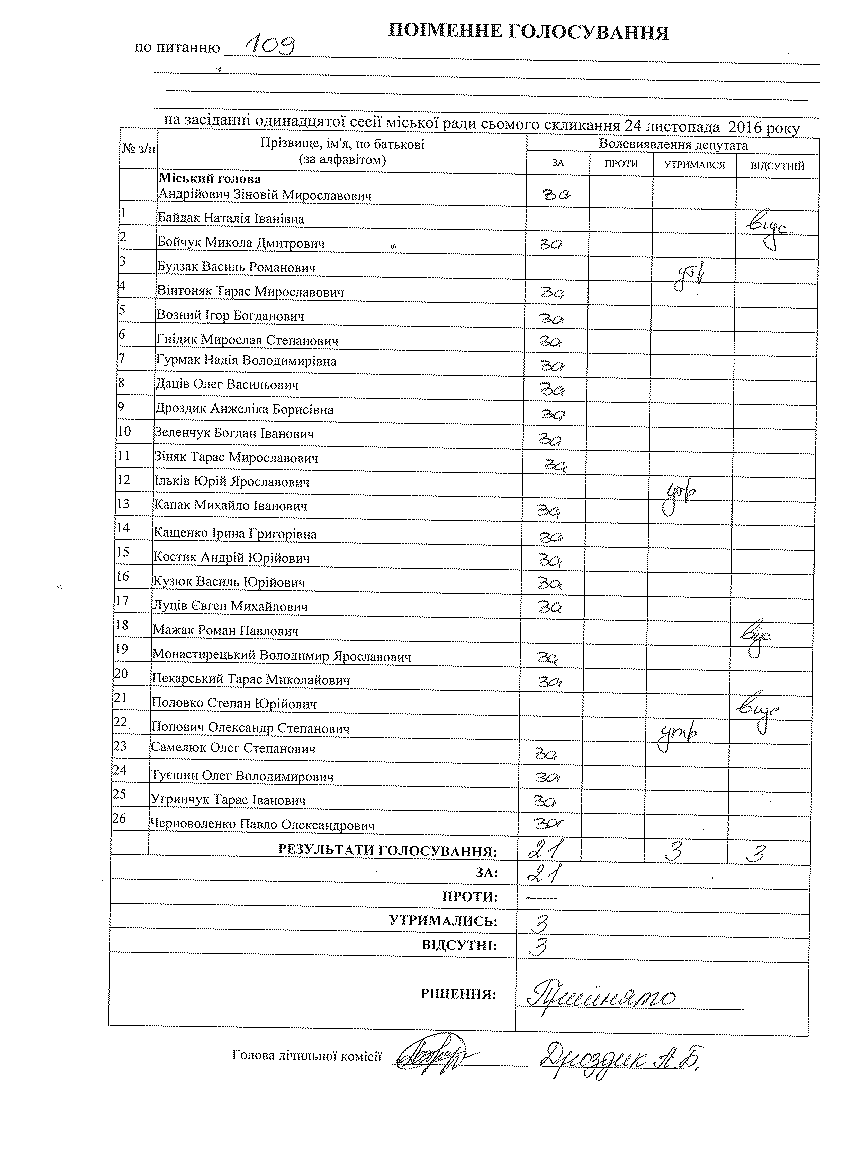 ПОІМЕННЕ ГОЛОСУВАННЯ
по питанню 109
на засіданні одинадцятої сесії міської ради сьомого скликання 24 листопада 2016 року
№ з/п Прізвище, ім'я, по батькові (за алфавітом) Волевиявлення депутата
ЗА ПРОТИ УТРИМАВСЯ ВІДСУТНІЙ
Міський голова
Андрійович Зіновій Мирославович за
1 Байдак Наталія Іванівна відс
2 Бойчук Микола Дмитрович за
3 Будзак Василь Романович утр
4 Вінтоняк Тарас Мирославович за
5 Возний Ігор Богданович за
6 Гнідик Мирослав Степанович за
7 Гурмак Надія Володимирівна за
8 Даців Олег Васильович за
9 Дроздик Анжеліка Борисівна за
10 Зеленчук Богдан Іванович за
11 Зіняк Тарас Мирославович за
12 Ільків Юрій Ярославович утр
13 Капак Михайло Іванович за
14 Кащенко Ірина Григорівна за
15 Костик Андрій Юрійович за
16 Кузюк Василь Юрійович за
17 Луців Євген Михайлович за
18 Мажак Роман Павлович відс
19 Монастирецький Володимир Ярославович за
20 Пекарський Тарас Миколайович за
21 Половко Степан Юрійович відс
22 Попович Олександр Степанович утр
23 Самелюк Олег Степанович за
24 Туєшин Олег Володимирович за
25 Угринчук Тарас Іванович за
26 Черноволенко Павло Олександрович за
РЕЗУЛЬТАТИ ГОЛОСУВАННЯ: 21 3 3
ЗА: 21
ПРОТИ: -----
УТРИМАЛИСЬ: 3
ВІДСУТНІ: 3
РІШЕННЯ: Прийнято
Голова лічильної комісії Дроздик А.Б.